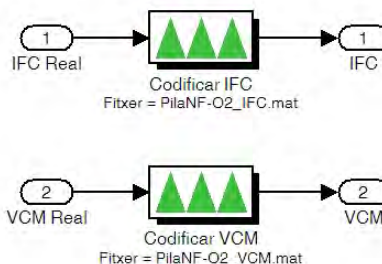 1
1
IFC Real
IFC
Codificar IFC
Fitxer = PilaNF-O2_IFC.mat
2
2
VCM Real
VCM
Codificar VCM
Fitxer = PilaNF-O2_VCM.mat